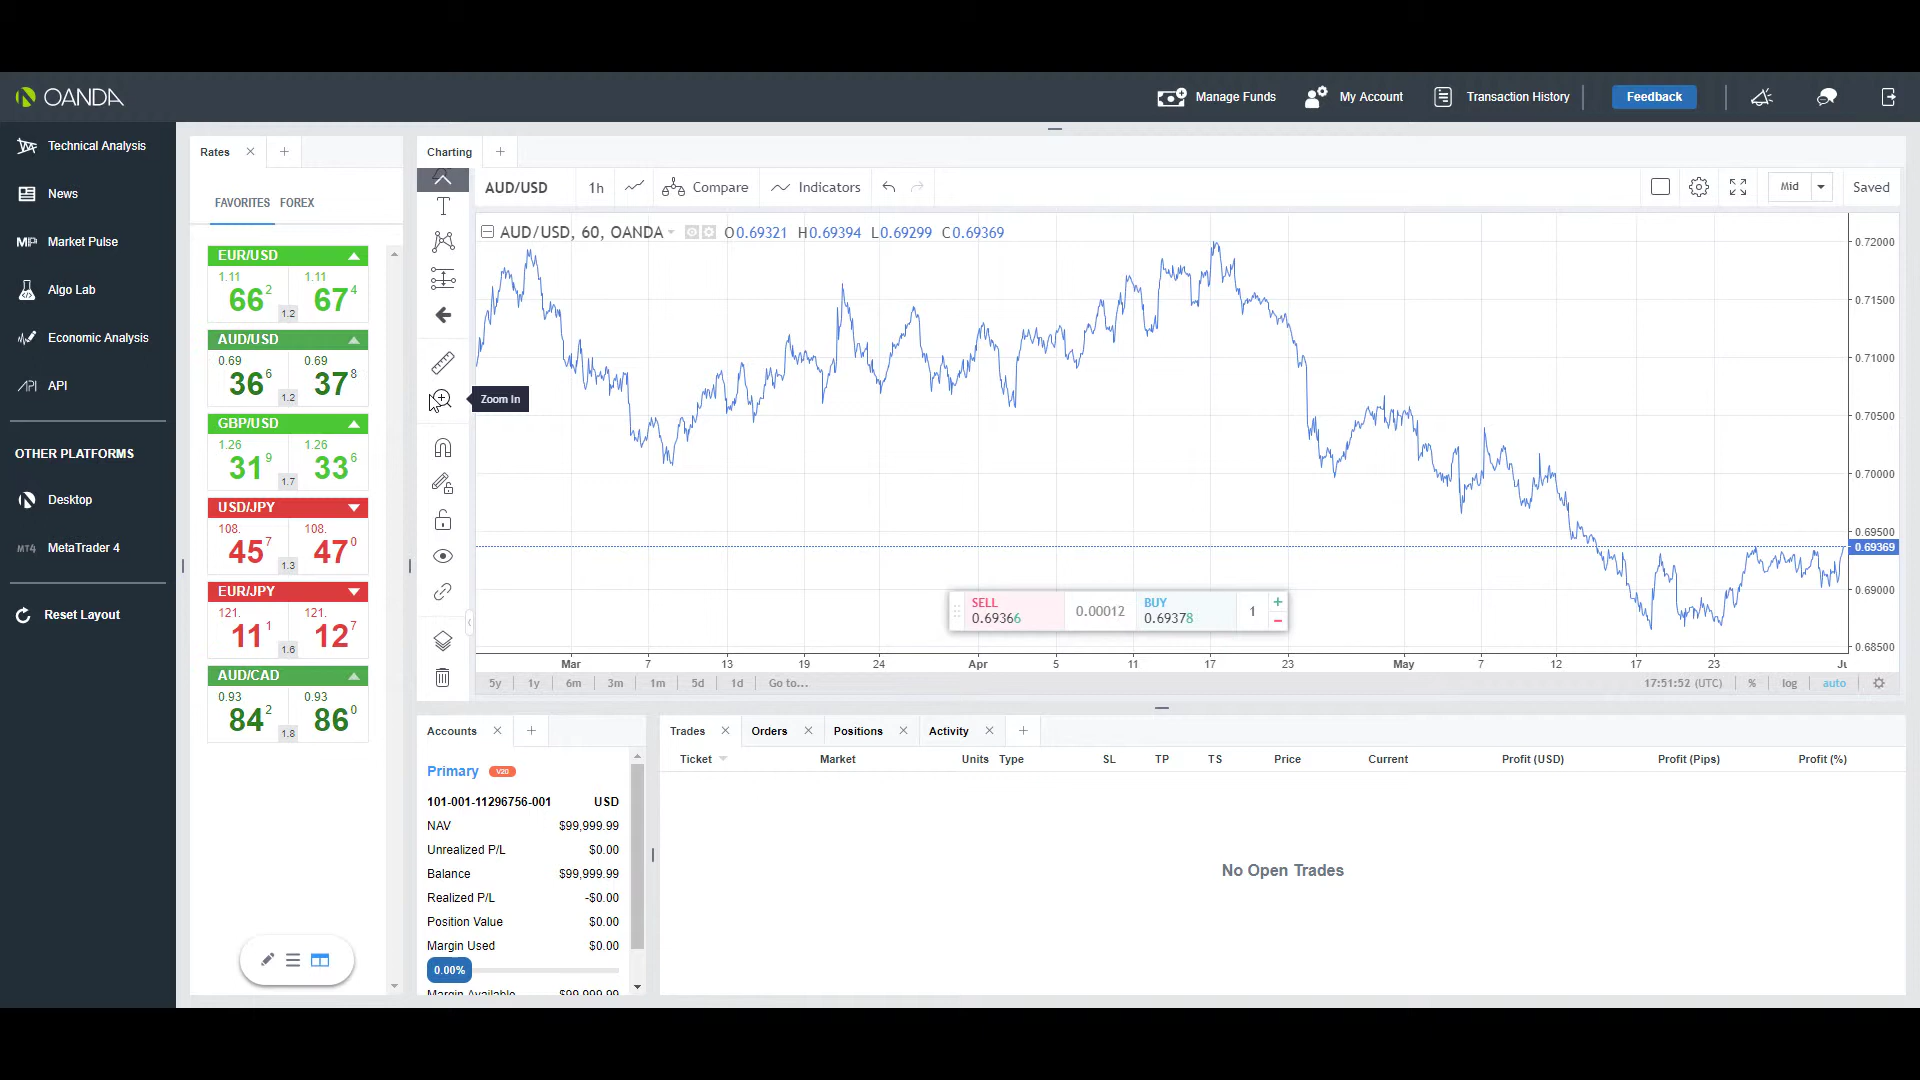 OANDA
Manage Funds
My Account
Transaction History
Feedback
Technical Analysis
News
MP Market Pulse
Algo Lab
Economic Analysis
API API
OTHER PLATFORMS
Desktop
MT4 MetaTrader 4
Reset Layout
Rates
FAVORITES FOREX
EUR/USD
1.11 1.11
66 2 67 4
1.2
AUD/USD
0.69 0.69
36 6 37 8
1.2
GBP/USD
1.26 1.26
31 9 33 6
1.7
USD/JPY
108. 108.
45 7 47 0
1.3
EUR/JPY
121. 121.
11 1 12 7
1.6
AUD/CAD
0.93 0.93
84 2 86 0
1.8
Charting
AUD/USD 1h Compare Indicators Mid Saved
AUD/USD, 60, OANDA O0.69321 H0.69394 L0.69299 C0.69369
T
Zoom In
0.72000
0.71500
0.71000
0.70500
0.70000
0.69500
0.69369
0.69000
0.68500
SELL 0.69366
0.00012
BUY 0.69378
1
Mar 7 13 19 24 Apr 5 11 17 23 May 7 12 17 23 Ju
5y 1y 6m 3m 1m 5d 1d Go to... 17:51:52 (UTC) % log auto
Accounts
Primary V20
101-001-11296756-001 USD
NAV $99,999.99
Unrealized P/L $0.00
Balance $99,999.99
Realized P/L -$0.00
Position Value $0.00
Margin Used $0.00
0.00%
Margin Available $99,999.99
Trades Orders Positions Activity
Ticket Market Units Type SL TP TS Price Current Profit (USD) Profit (Pips) Profit (%)
No Open Trades